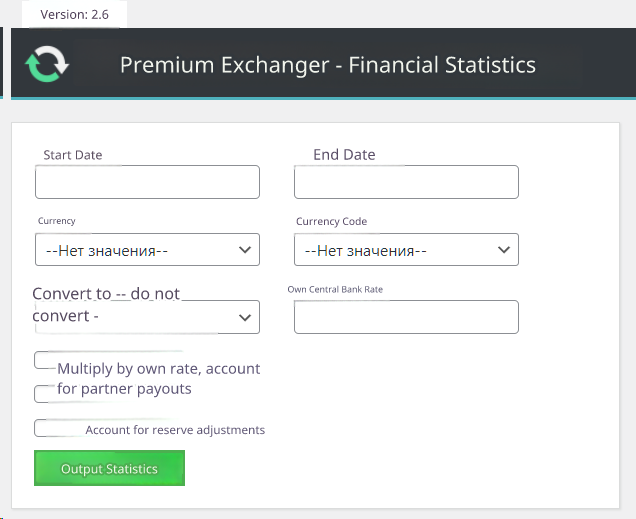 Version: 2.6
Premium Exchanger - Financial Statistics
Start Date
End Date
Currency
Currency Code
--Нет значения--
--Нет значения--
Convert to -- do not
convert -
Own Central Bank Rate
Multiply by own rate, account
for partner payouts
Account for reserve adjustments
Output Statistics